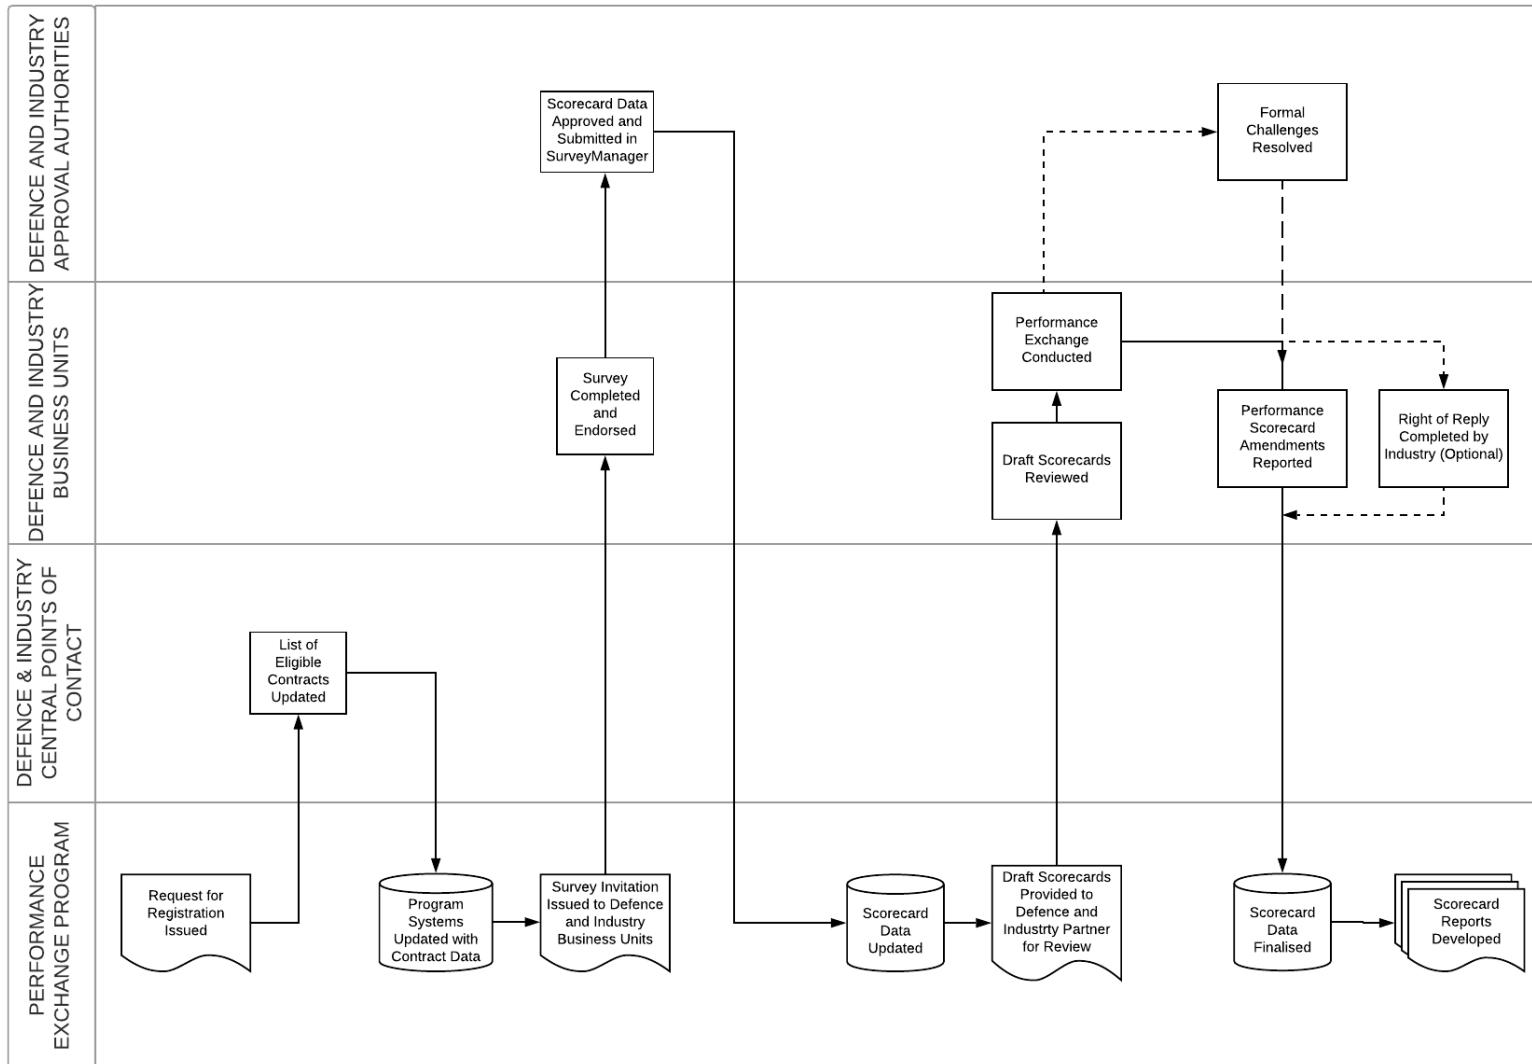 DEFENCE AND INDUSTRY
APPROVAL AUTHORITIES
Scorecard Data
Approved and
Submitted in
SurveyManager
Formal
Challenges
Resolved
DEFENCE AND INDUSTRY
BUSINESS UNITS
Survey
Completed
and
Endorsed
Performance
Exchange
Conducted
Draft Scorecards
Reviewed
Performance
Scorecard
Amendments
Reported
Right of Reply
Completed by
Industry (Optional)
DEFENCE & INDUSTRY
CENTRAL POINTS OF
CONTACT
List of
Eligible
Contracts
Updated
PERFORMANCE
EXCHANGE PROGRAM
Request for
Registration
Issued
Program
Systems
Updated with
Contract Data
Survey Invitation
Issued to Defence
and Industry
Business Units
Scorecard
Data
Updated
Draft Scorecards
Provided to
Defence and
Industrty Partner
for Review
Scorecard
Data
Finalised
Scorecard
Reports
Developed